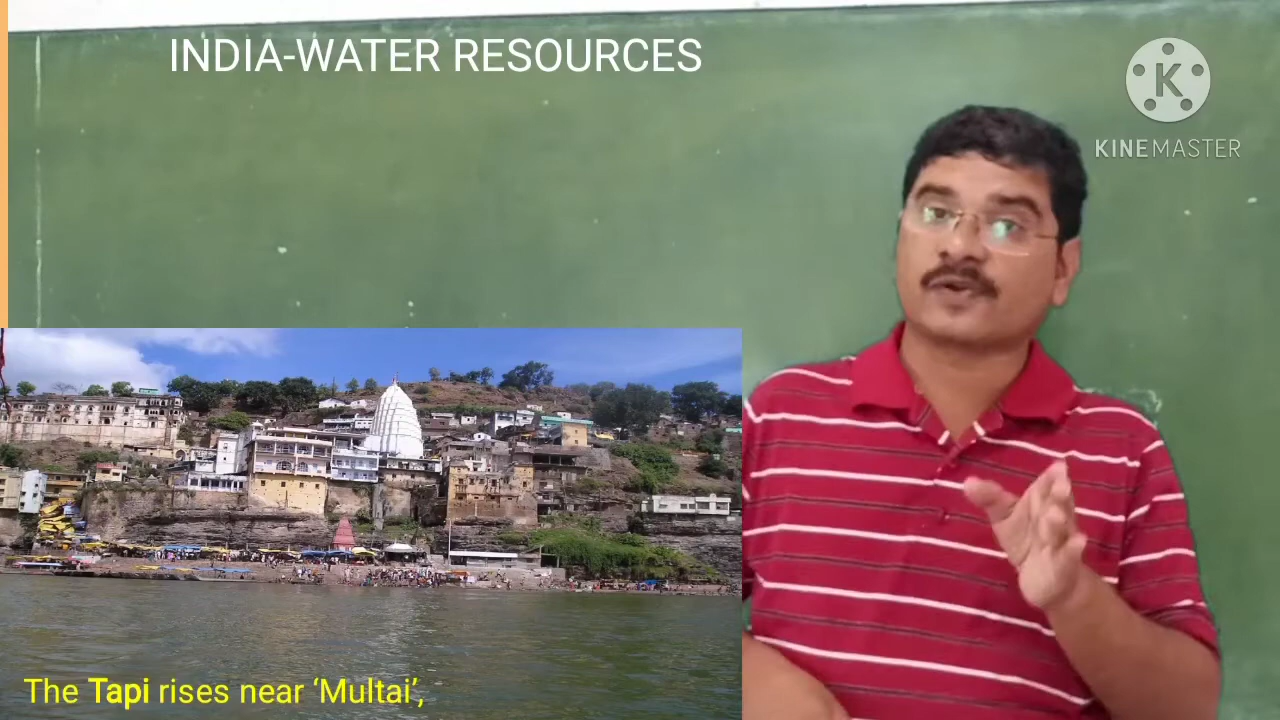 INDIA-WATER RESOURCES
K
KINEMASTER
The Tapi rises near ‘Multai’,